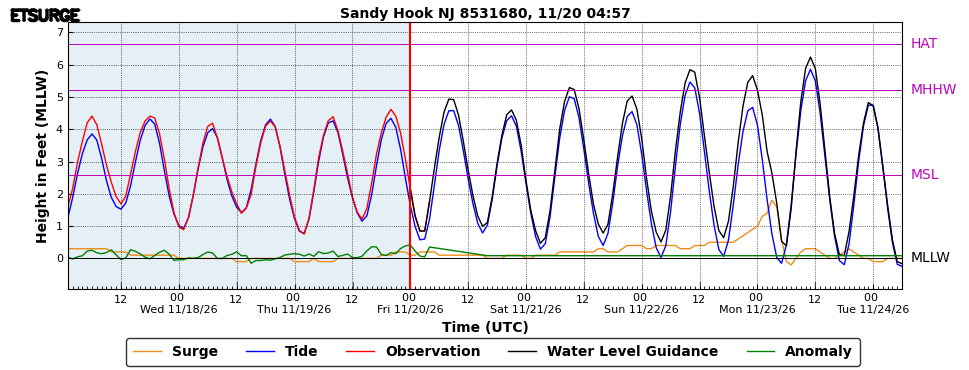 ETSURGE
Sandy Hook NJ 8531680, 11/20 04:57
Height in Feet (MLLW)
7
6
5
4
3
2
1
0
HAT
MHHW
MSL
MLLW
12 00 12 00 12 00 12 00 12 00 12 00 12 00
Wed 11/18/26 Thu 11/19/26 Fri 11/20/26 Sat 11/21/26 Sun 11/22/26 Mon 11/23/26 Tue 11/24/26
Time (UTC)
Surge Tide Observation Water Level Guidance Anomaly